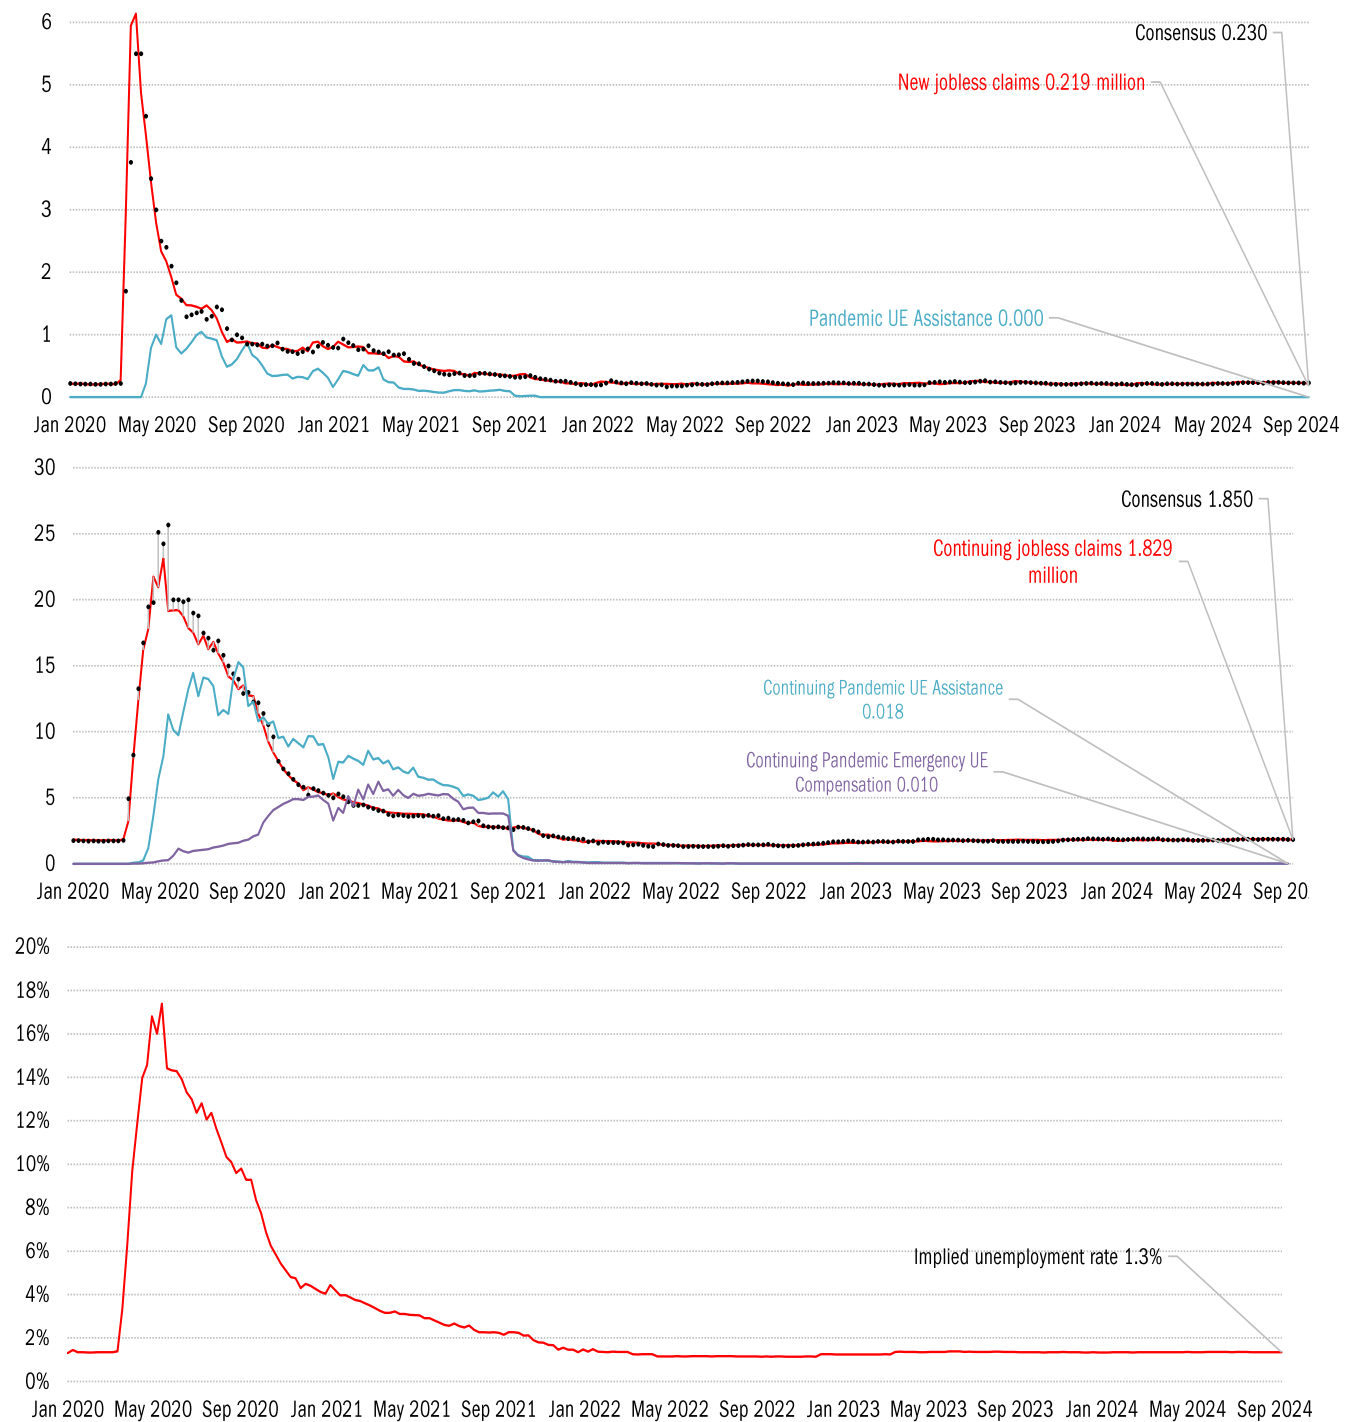 6
Consensus 0.230
New jobless claims 0.219 million
5
4
3
2
Pandemic UE Assistance 0.000
1
0
Jan 2020 May 2020 Sep 2020 Jan 2021 May 2021 Sep 2021 Jan 2022 May 2022 Sep 2022 Jan 2023 May 2023 Sep 2023 Jan 2024 May 2024 Sep 2024
30
Consensus 1.850
25
Continuing jobless claims 1.829
million
20
15
Continuing Pandemic UE Assistance
0.018
10
Continuing Pandemic Emergency UE
Compensation 0.010
5
0
Jan 2020 May 2020 Sep 2020 Jan 2021 May 2021 Sep 2021 Jan 2022 May 2022 Sep 2022 Jan 2023 May 2023 Sep 2023 Jan 2024 May 2024 Sep 20
20%
18%
16%
14%
12%
10%
8%
6%
Implied unemployment rate 1.3%
4%
2%
0%
Jan 2020 May 2020 Sep 2020 Jan 2021 May 2021 Sep 2021 Jan 2022 May 2022 Sep 2022 Jan 2023 May 2023 Sep 2023 Jan 2024 May 2024 Sep 2024